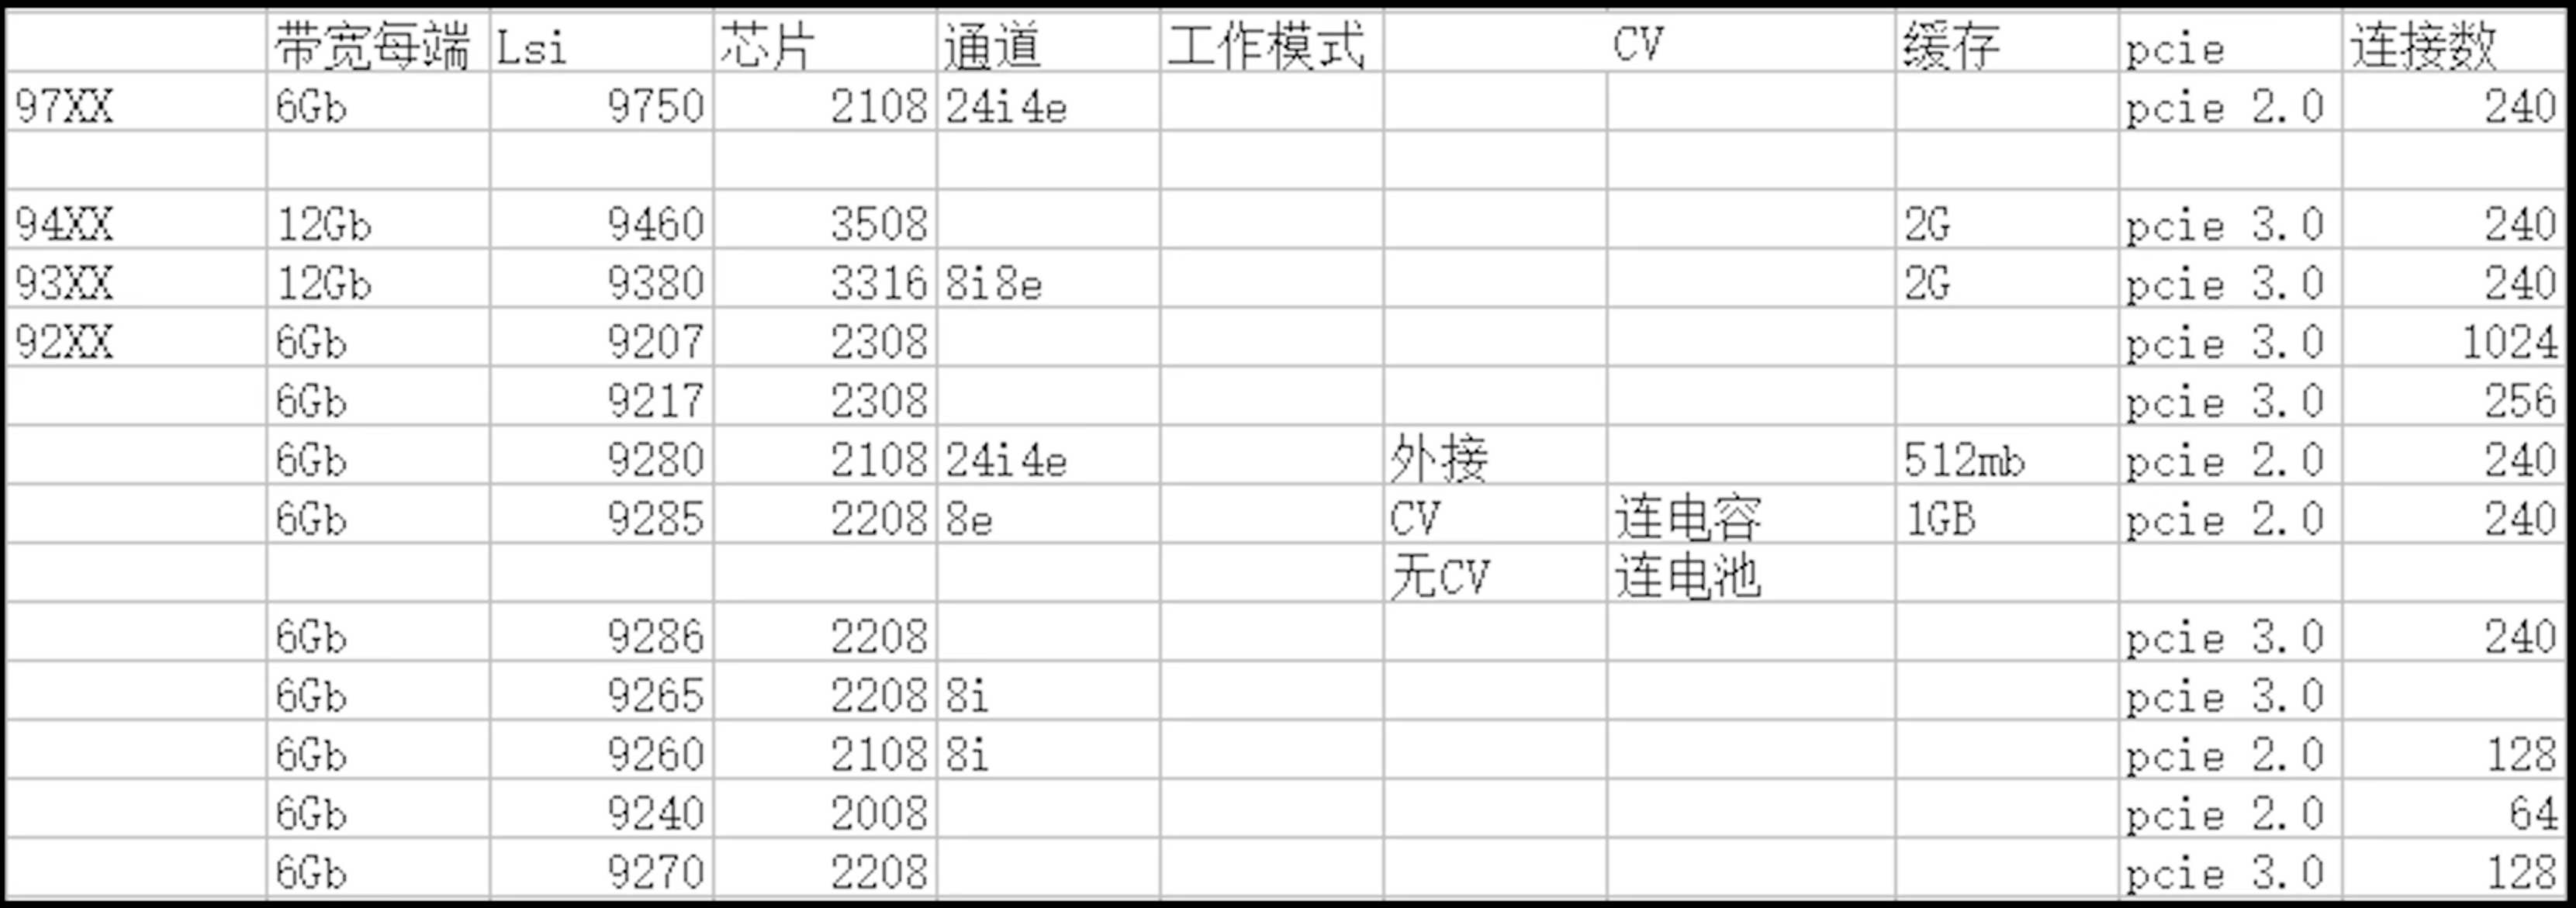 带宽每端 Lsi 芯片 通道 工作模式 CV 缓存 pcie 连接数
97XX 6Gb 9750 2108 24i4e pcie 2.0 240
94XX 12Gb 9460 3508 2G pcie 3.0 240
93XX 12Gb 9380 3316 8i8e 2G pcie 3.0 240
92XX 6Gb 9207 2308 pcie 3.0 1024
6Gb 9217 2308 pcie 3.0 256
6Gb 9280 2108 24i4e 外接 512mb pcie 2.0 240
6Gb 9285 2208 8e CV 连电容 1GB pcie 2.0 240
无CV 连电池
6Gb 9286 2208 pcie 3.0 240
6Gb 9265 2208 8i pcie 3.0
6Gb 9260 2108 8i pcie 2.0 128
6Gb 9240 2008 pcie 2.0 64
6Gb 9270 2208 pcie 3.0 128